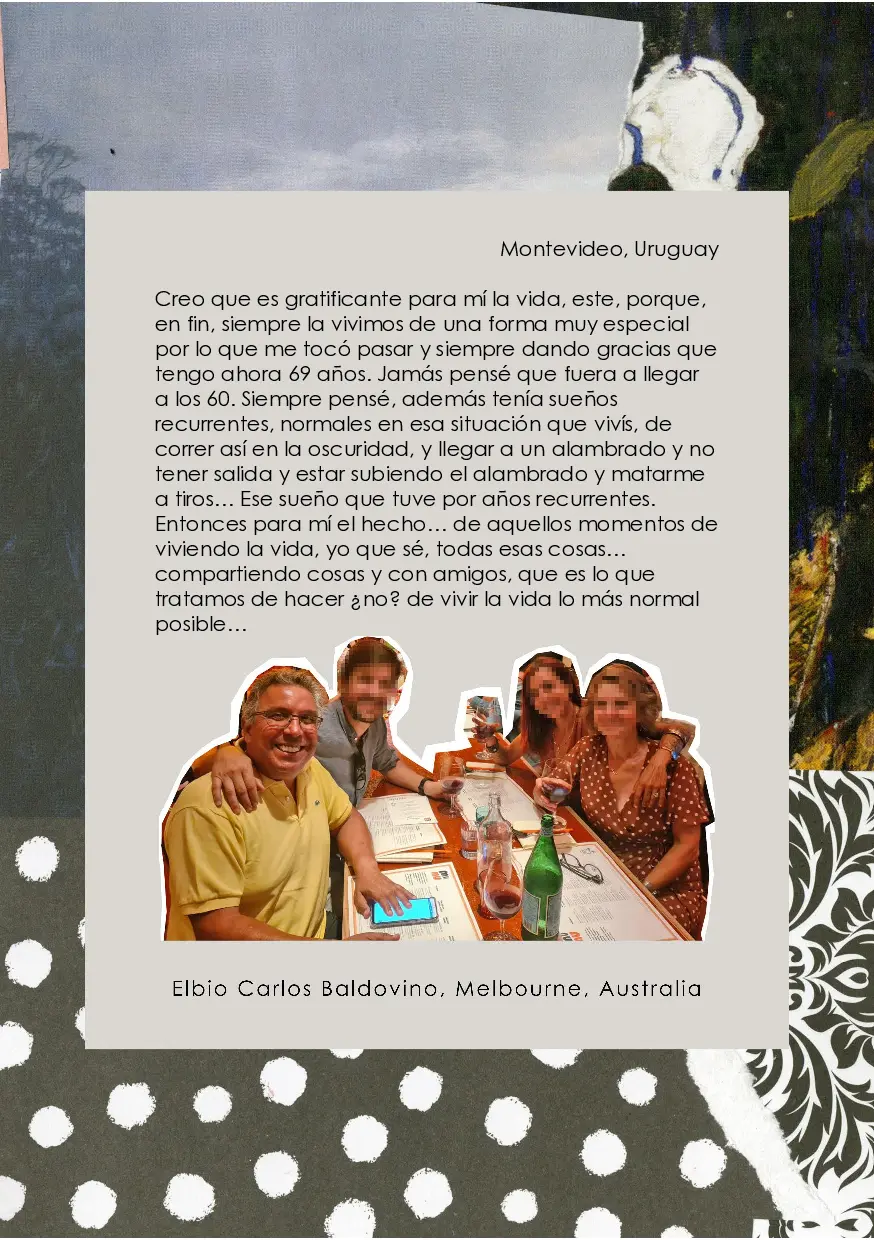 Montevideo, Uruguay
Creo que es gratificante para mí la vida, este, porque,
en fin, siempre la vivimos de una forma muy especial
por lo que me tocó pasar y siempre dando gracias que
tengo ahora 69 años. Jamás pensé que fuera a llegar
a los 60. Siempre pensé, además tenía sueños
recurrentes, normales en esa situación que vivís, de
correr así en la oscuridad, y llegar a un alambrado y no
tener salida y estar subiendo el alambrado y matarme
a tiros… Ese sueño que tuve por años recurrentes.
Entonces para mí el hecho… de aquellos momentos de
viviendo la vida, yo que sé, todas esas cosas…
compartiendo cosas y con amigos, que es lo que
tratamos de hacer ¿no? de vivir la vida lo más normal
posible…
Elbio Carlos Baldovino, Melbourne, Australia